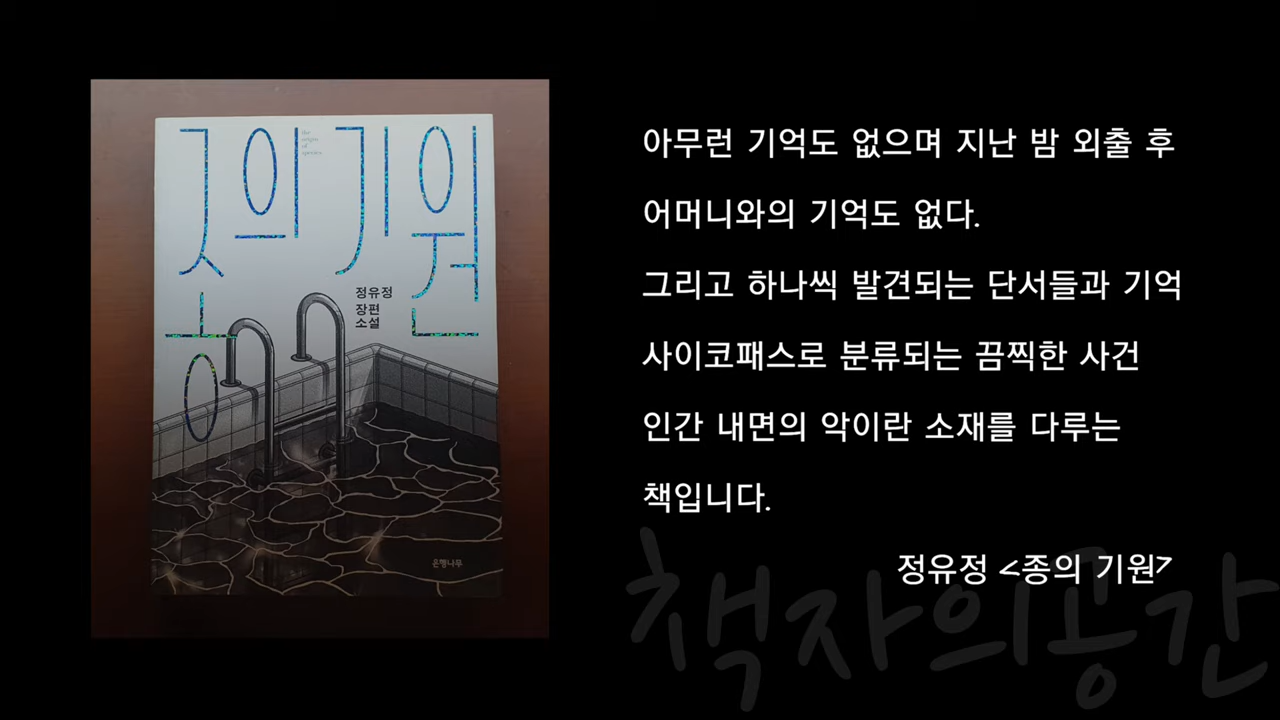 종의기원
the
origin
of
species
정유정
장편
소설
은행나무
아무런 기억도 없으며 지난 밤 외출 후
어머니와의 기억도 없다.
그리고 하나씩 발견되는 단서들과 기억
사이코패스로 분류되는 끔찍한 사건
인간 내면의 악이란 소재를 다루는
책입니다.
정유정 <종의 기원>
책자의공간